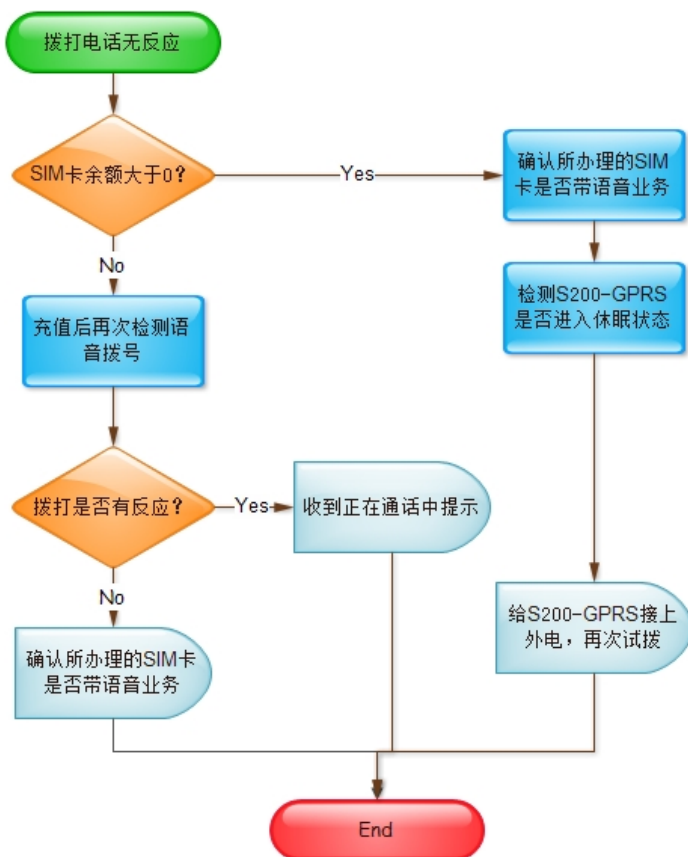 拨打电话无反应
SIM卡余额大于0?
Yes
确认所办理的SIM
卡是否带语音业务
No
检测S200-GPRS
是否进入休眠状态
充值后再次检测语
音拨号
拨打是否有反应?
Yes
收到正在通话中提示
No
给S200-GPRS接上
外电，再次试拨
确认所办理的SIM卡
是否带语音业务
End